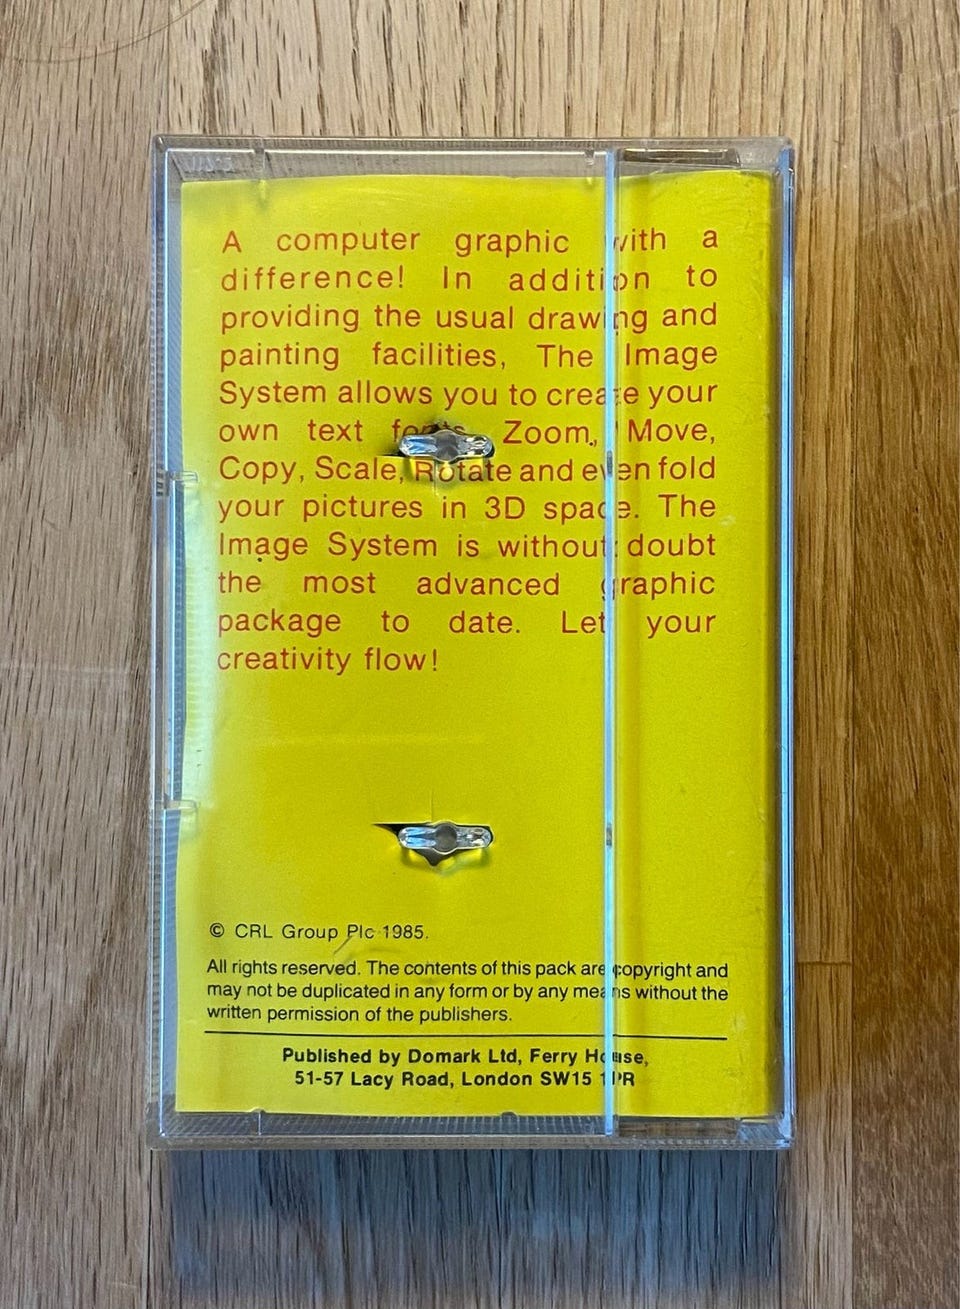 A computer graphic with a
difference! In addition to
providing the usual drawing and
painting facilities, The Image
System allows you to create your
own text fonts, Zoom, Move,
Copy, Scale, Rotate and even fold
your pictures in 3D space. The
Image System is without doubt
the most advanced graphic
package to date. Let your
creativity flow!
© CRL Group Plc 1985.
All rights reserved. The contents of this pack are copyright and
may not be duplicated in any form or by any means without the
written permission of the publishers.
Published by Domark Ltd, Ferry House,
51-57 Lacy Road, London SW15 1PR